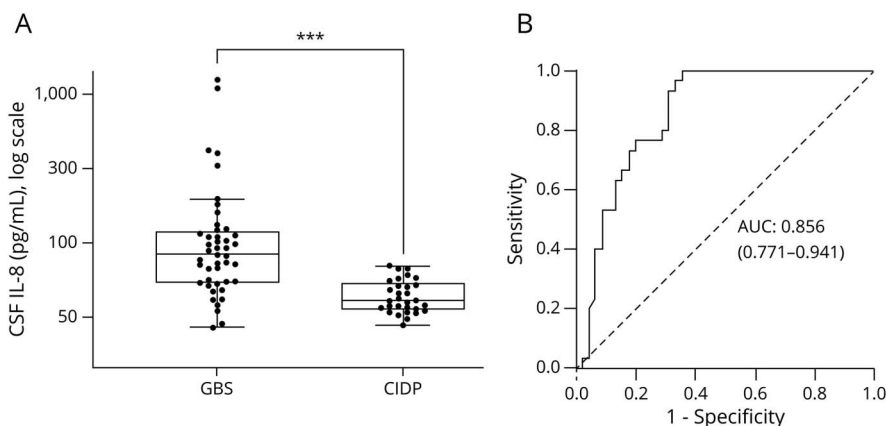 A
***
CSF IL-8 (pg/mL), log scale
1,000
300
100
50
GBS
CIDP
B
Sensitivity
1.0
0.8
0.6
0.4
0.2
0.0
AUC: 0.856
(0.771–0.941)
0.0 0.2 0.4 0.6 0.8 1.0
1 - Specificity